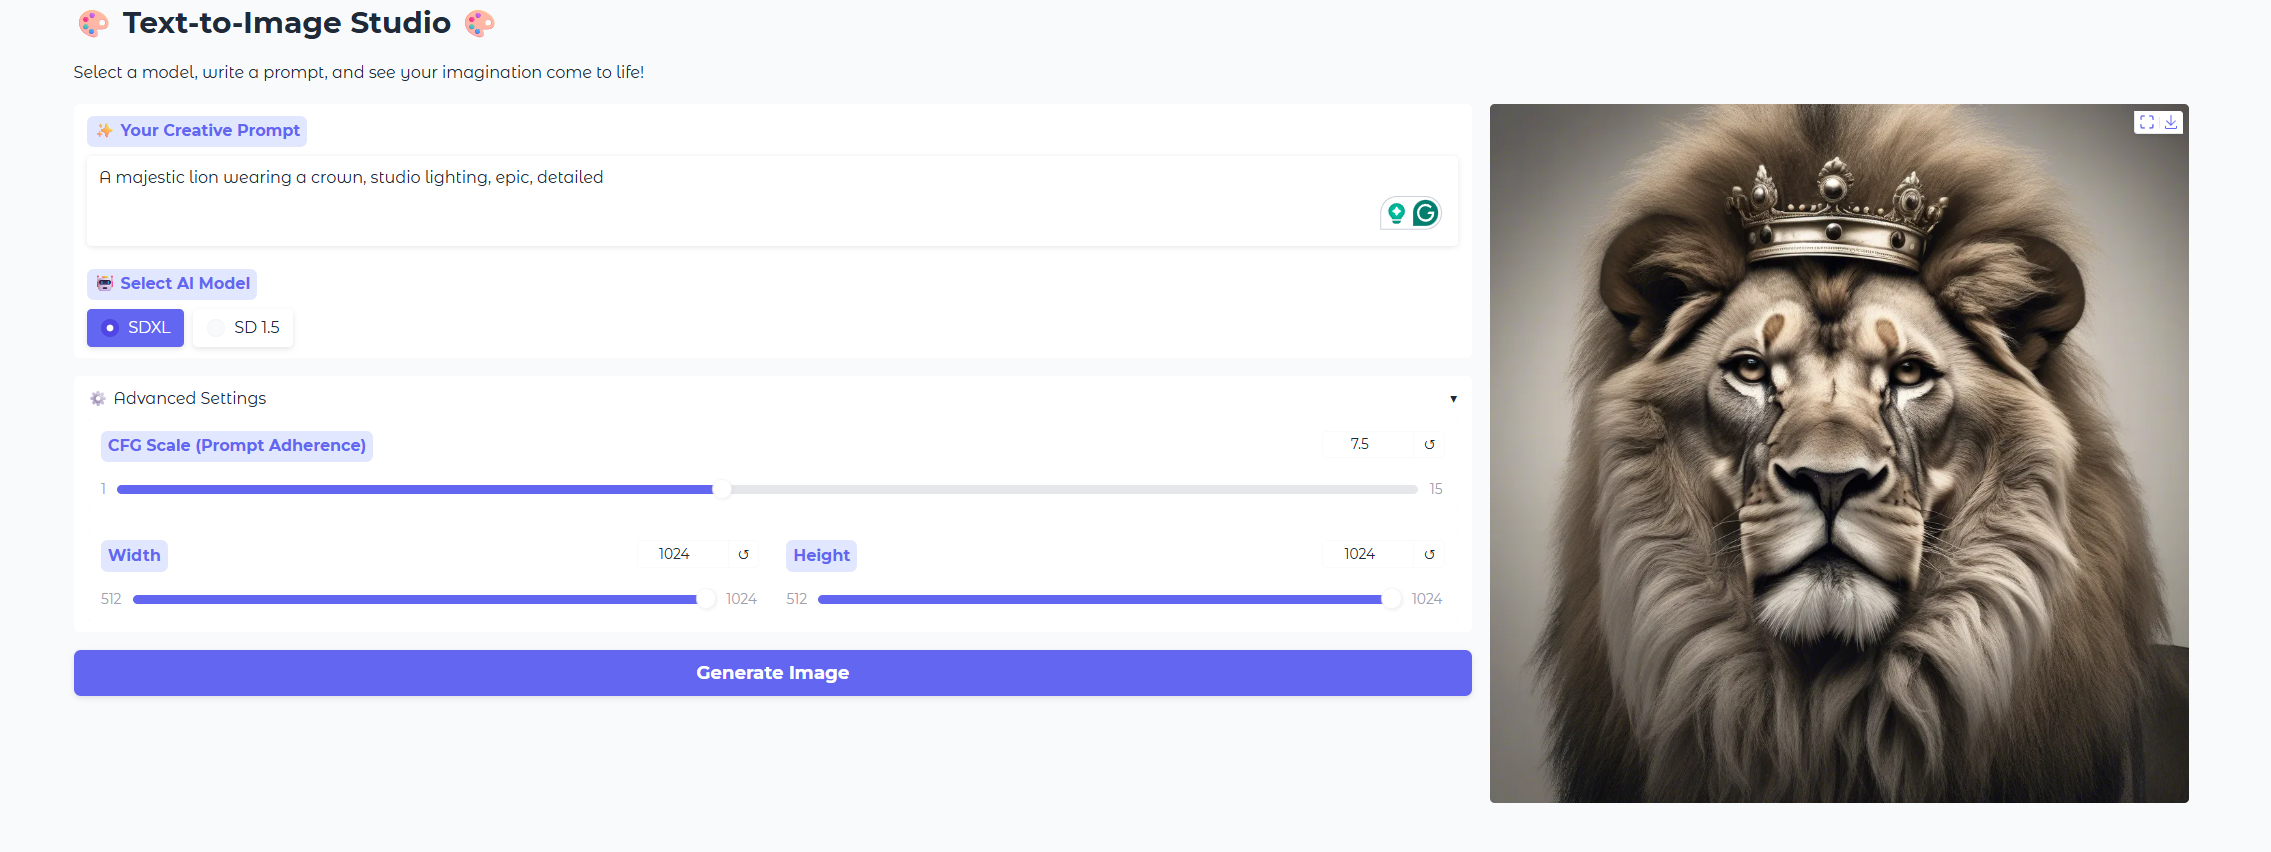 🎨 Text-to-Image Studio 🎨
Select a model, write a prompt, and see your imagination come to life!
✨ Your Creative Prompt
A majestic lion wearing a crown, studio lighting, epic, detailed
🤖 Select AI Model
SDXL
SD 1.5
⚙️ Advanced Settings ▼
CFG Scale (Prompt Adherence)
7.5 ↺
1
15
Width
1024 ↺
512
1024
Height
1024 ↺
512
1024
Generate Image